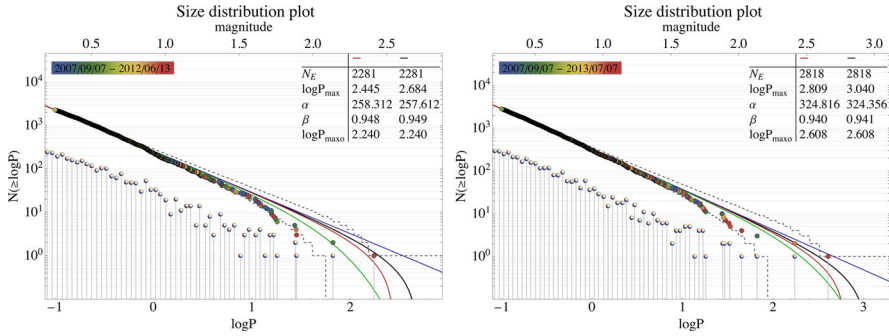 Size distribution plot
magnitude
0.5 1.0 1.5 2.0 2.5
2007/09/07 − 2012/06/13
— —
N_E 2281 2281
logP_max 2.445 2.684
α 258.312 257.612
β 0.948 0.949
logP_maxo 2.240 2.240
N(≥logP)
10^4
10^3
10^2
10^1
10^0
-1 0 1 2
logP
Size distribution plot
magnitude
0.5 1.0 1.5 2.0 2.5 3.0
2007/09/07 − 2013/07/07
— —
N_E 2818 2818
logP_max 2.809 3.040
α 324.816 324.356
β 0.940 0.941
logP_maxo 2.608 2.608
N(≥logP)
10^4
10^3
10^2
10^1
10^0
-1 0 1 2 3
logP